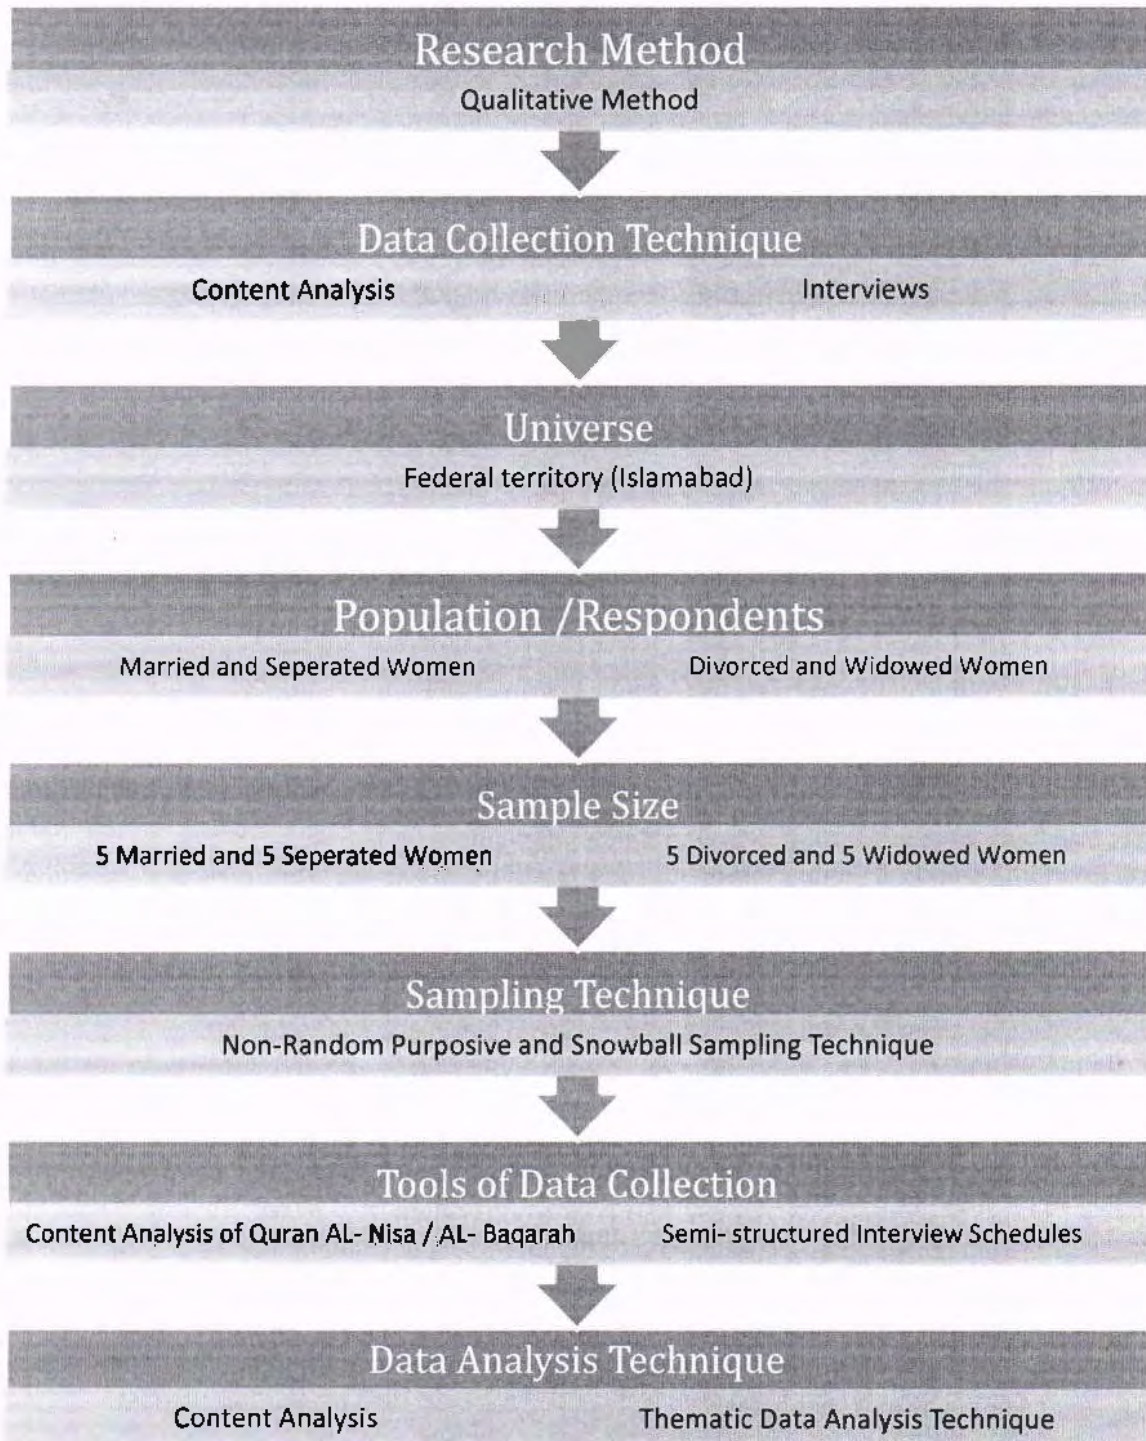 Research Method
Qualitative Method
Data Collection Technique
Content Analysis Interviews
Universe
Federal territory (Islamabad)
Population /Respondents
Married and Seperated Women Divorced and Widowed Women
Sample Size
5 Married and 5 Seperated Women 5 Divorced and 5 Widowed Women
Sampling Technique
Non-Random Purposive and Snowball Sampling Technique
Tools of Data Collection
Content Analysis of Quran AL- Nisa / AL- Baqarah Semi- structured Interview Schedules
Data Analysis Technique
Content Analysis Thematic Data Analysis Technique